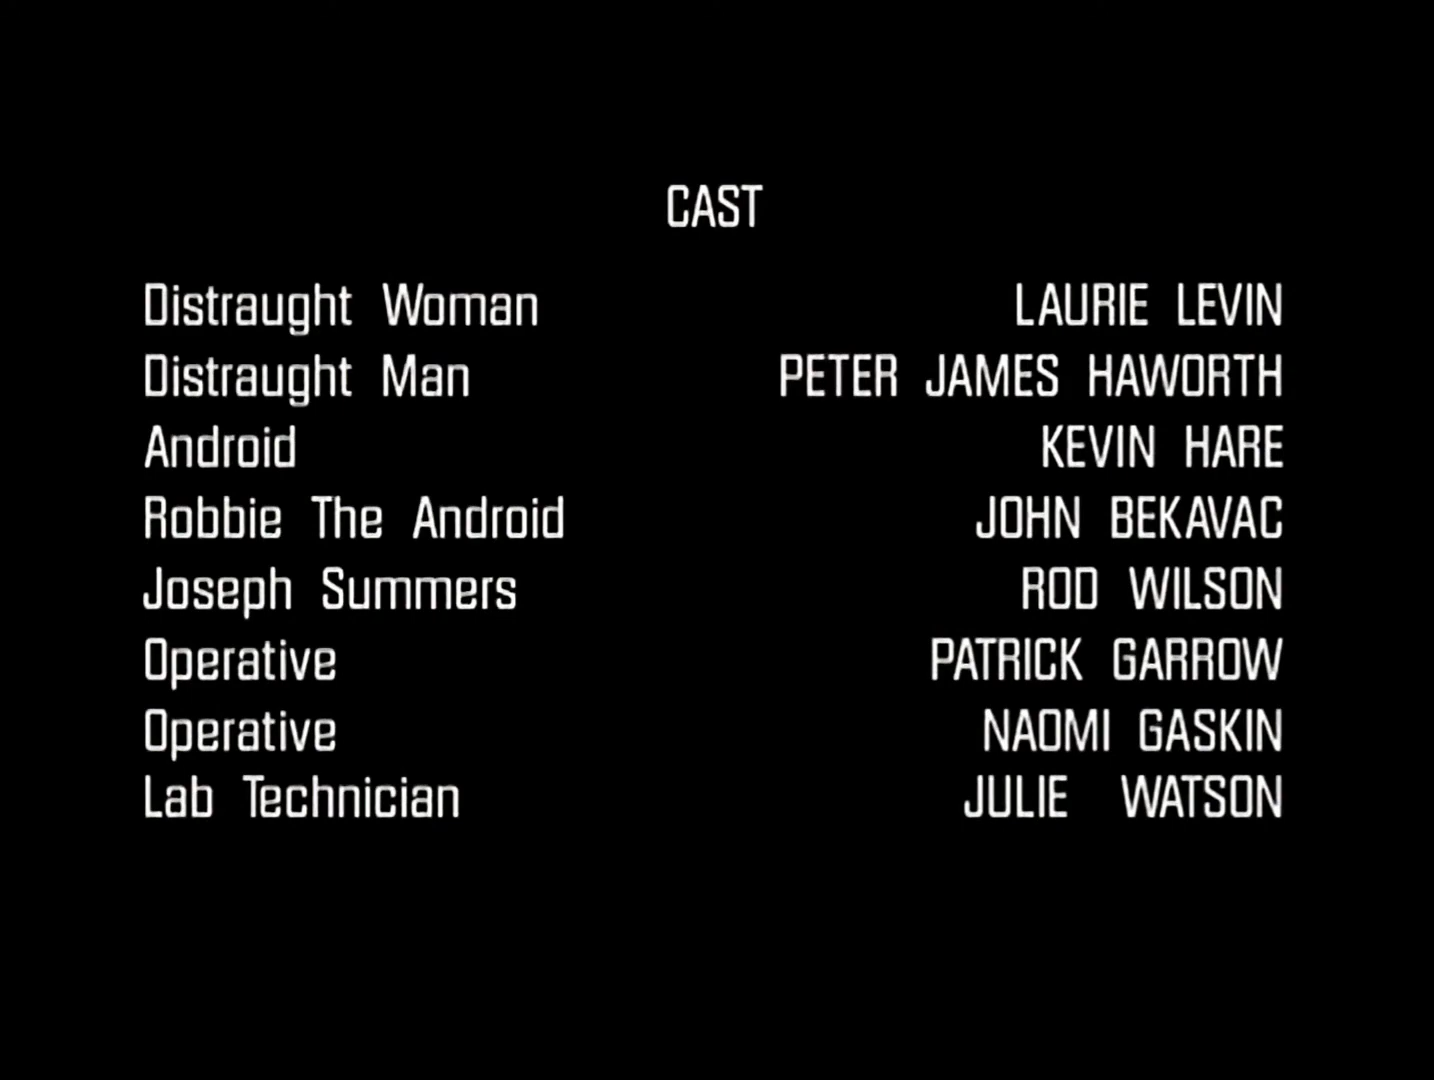 CAST
Distraught Woman LAURIE LEVIN
Distraught Man PETER JAMES HAWORTH
Android KEVIN HARE
Robbie The Android JOHN BEKAVAC
Joseph Summers ROD WILSON
Operative PATRICK GARROW
Operative NAOMI GASKIN
Lab Technician JULIE WATSON